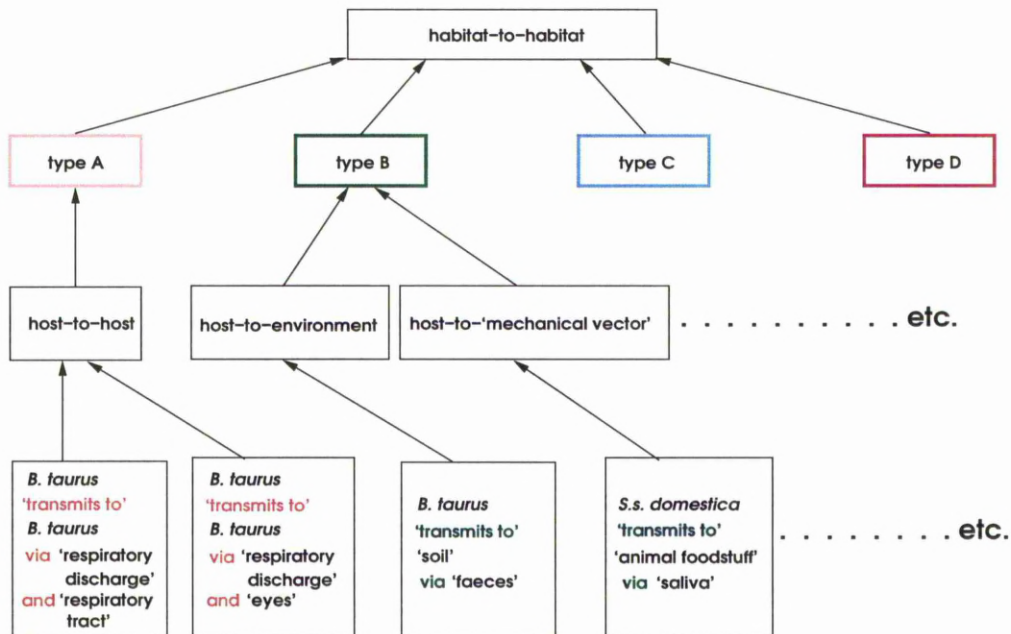 habitat-to-habitat
type A
type B
type C
type D
host-to-host
host-to-environment
host-to-‘mechanical vector’
. . . . . . . . . . . etc.
B. taurus
‘transmits to’
B. taurus
via ‘respiratory
discharge’
and ‘respiratory
tract’
B. taurus
‘transmits to’
B. taurus
via ‘respiratory
discharge’
and ‘eyes’
B. taurus
‘transmits to’
‘soil’
via ‘faeces’
S.s. domestica
‘transmits to’
‘animal foodstuff’
via ‘saliva’
. . . . . . . . . etc.